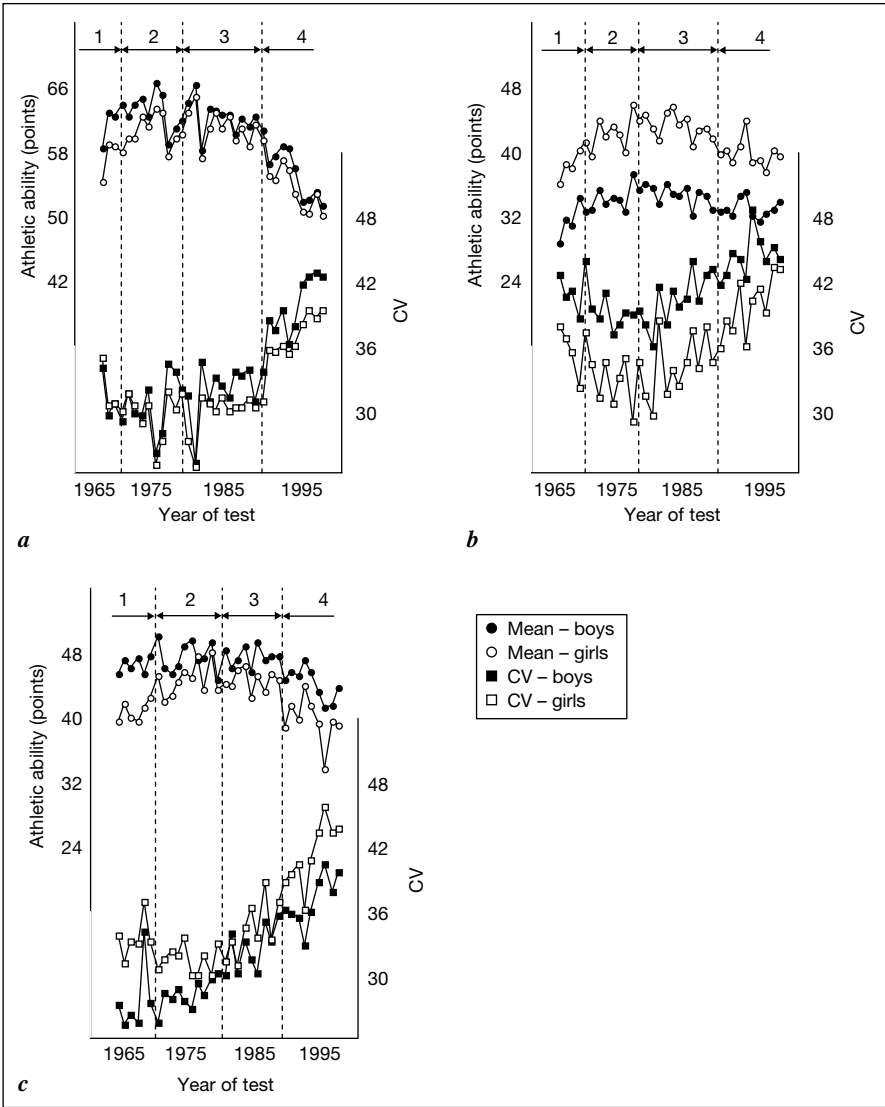 1 2 3 4
66
58
50
42
Athletic ability (points)
48
42
36
30
CV
1965 1975 1985 1995
Year of test
a
1 2 3 4
48
40
32
24
Athletic ability (points)
48
42
36
30
CV
1965 1975 1985 1995
Year of test
b
1 2 3 4
48
40
32
24
Athletic ability (points)
48
42
36
30
CV
1965 1975 1985 1995
Year of test
c
Mean – boys
Mean – girls
CV – boys
CV – girls